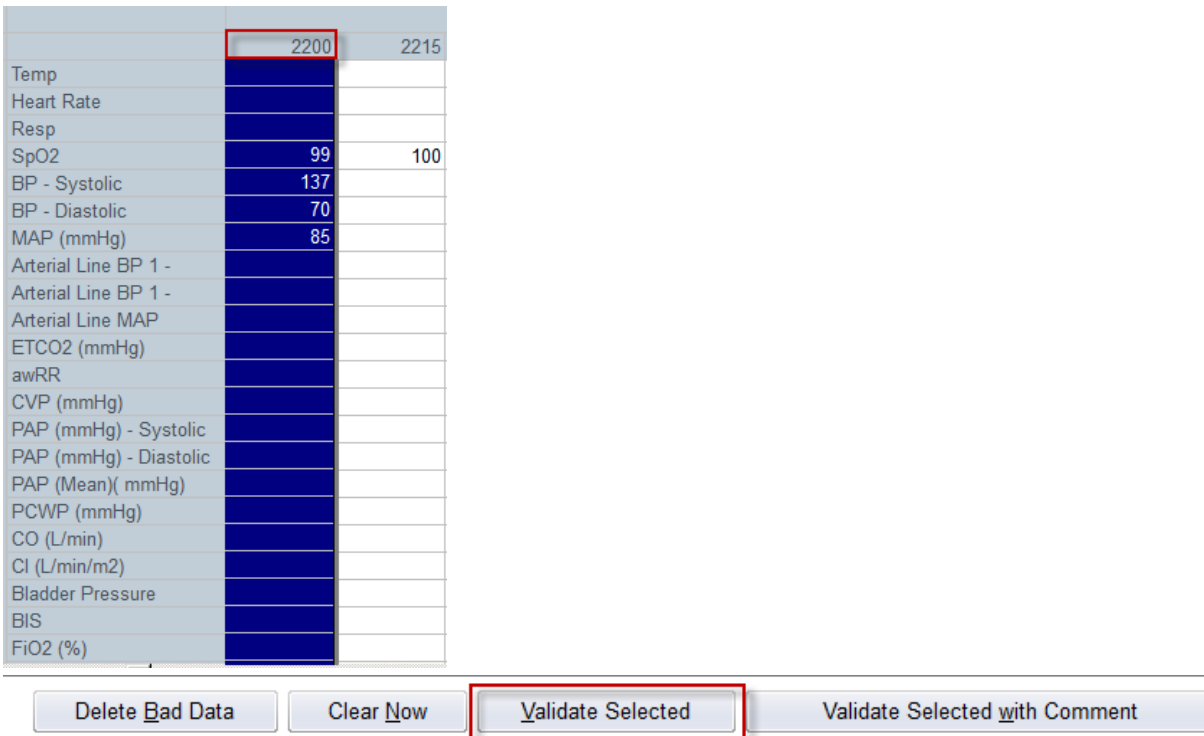 2200 2215
Temp
Heart Rate
Resp
SpO2 99 100
BP - Systolic 137
BP - Diastolic 70
MAP (mmHg) 85
Arterial Line BP 1 -
Arterial Line BP 1 -
Arterial Line MAP
ETCO2 (mmHg)
awRR
CVP (mmHg)
PAP (mmHg) - Systolic
PAP (mmHg) - Diastolic
PAP (Mean)( mmHg)
PCWP (mmHg)
CO (L/min)
CI (L/min/m2)
Bladder Pressure
BIS
FiO2 (%)
Delete Bad Data Clear Now Validate Selected Validate Selected with Comment